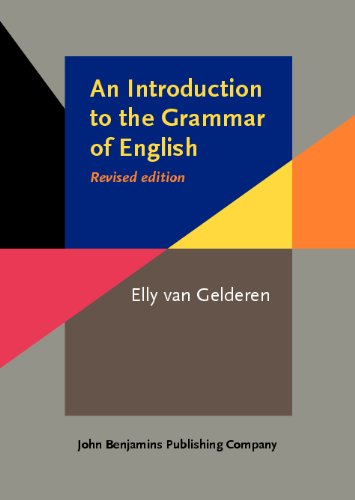 An Introduction
to the Grammar
of English
Revised edition
Elly van Gelderen
John Benjamins Publishing Company